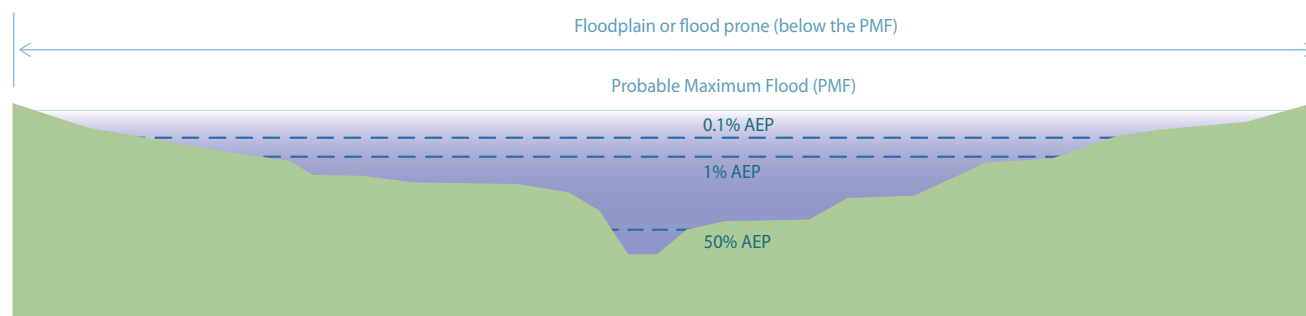 Floodplain or flood prone (below the PMF)
Probable Maximum Flood (PMF)
0.1% AEP
1% AEP
50% AEP